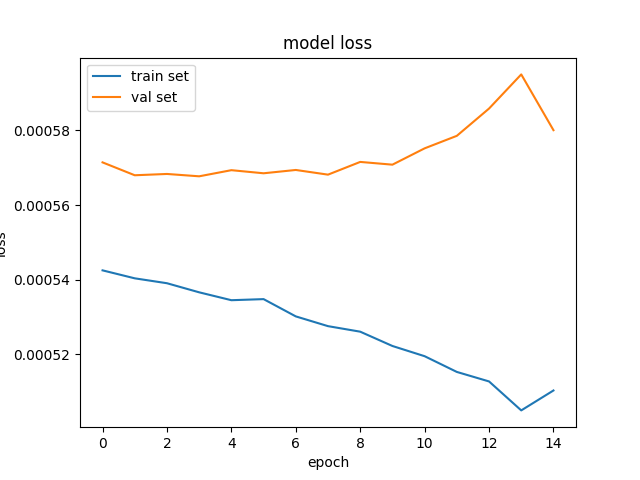 model loss
train set
val set
0.00058
0.00056
0.00054
0.00052
loss
0 2 4 6 8 10 12 14
epoch